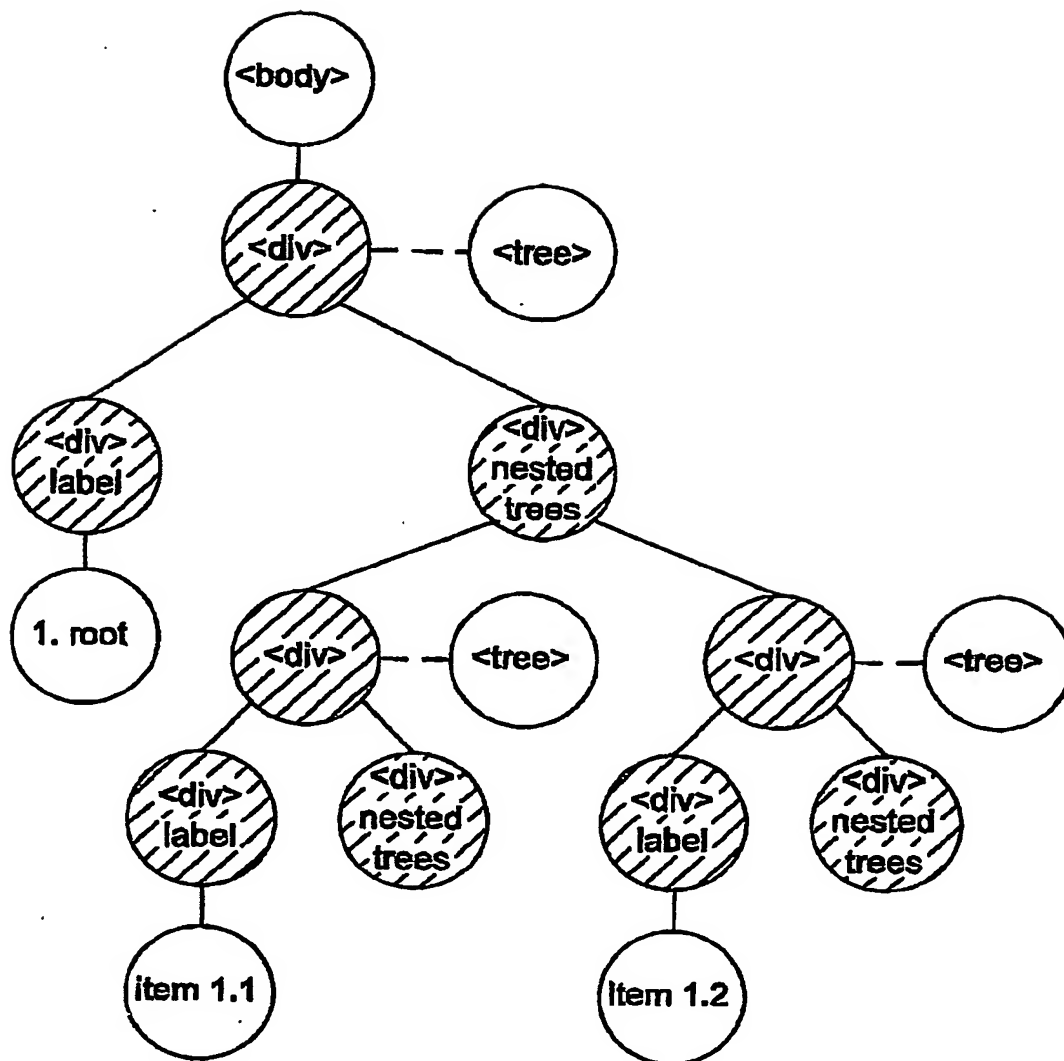 <body>
<div>
<tree>
<div>
label
<div>
nested
trees
1. root
<div>
<tree>
<div>
<tree>
<div>
label
<div>
nested
trees
<div>
label
<div>
nested
trees
item 1.1
item 1.2